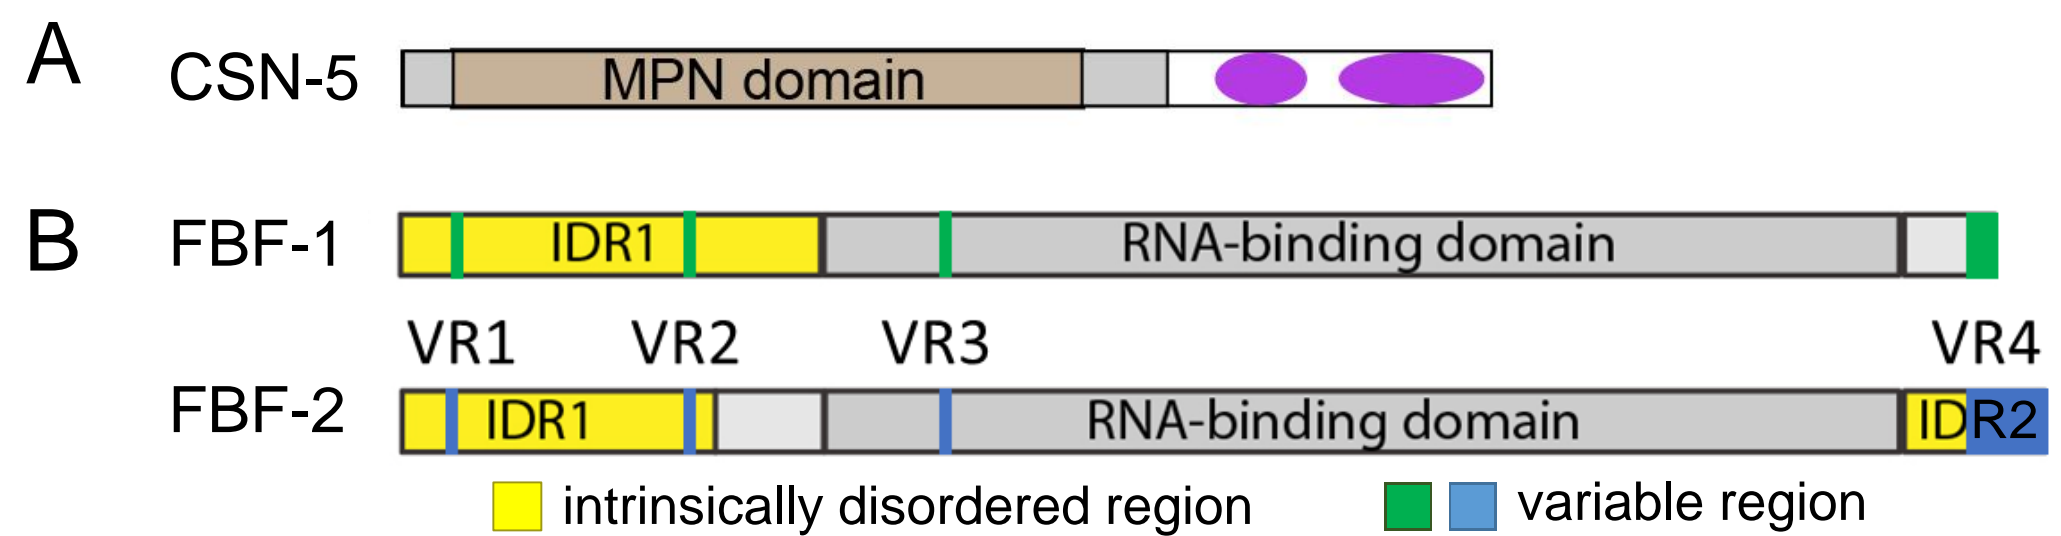 A
CSN-5
MPN domain
B
FBF-1
IDR1
RNA-binding domain
VR1
VR2
VR3
VR4
FBF-2
IDR1
RNA-binding domain
IDR2
intrinsically disordered region
variable region